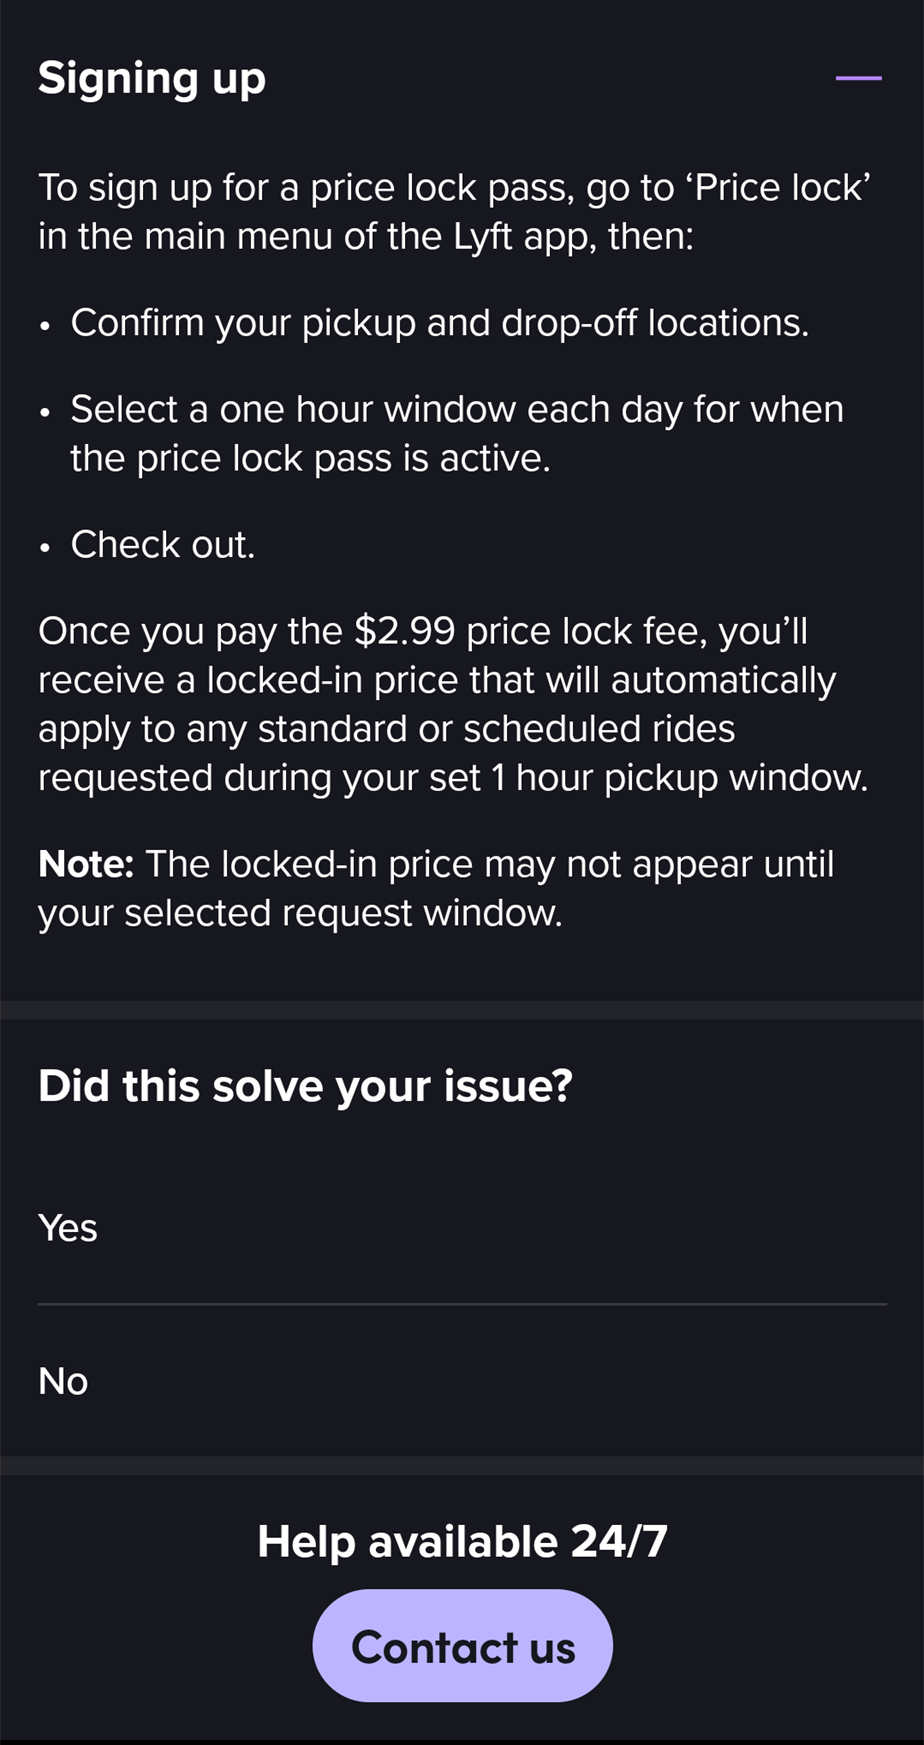 Signing up
To sign up for a price lock pass, go to ‘Price lock’
in the main menu of the Lyft app, then:
• Confirm your pickup and drop-off locations.
• Select a one hour window each day for when
the price lock pass is active.
• Check out.
Once you pay the $2.99 price lock fee, you’ll
receive a locked-in price that will automatically
apply to any standard or scheduled rides
requested during your set 1 hour pickup window.
Note: The locked-in price may not appear until
your selected request window.
Did this solve your issue?
Yes
No
Help available 24/7
Contact us